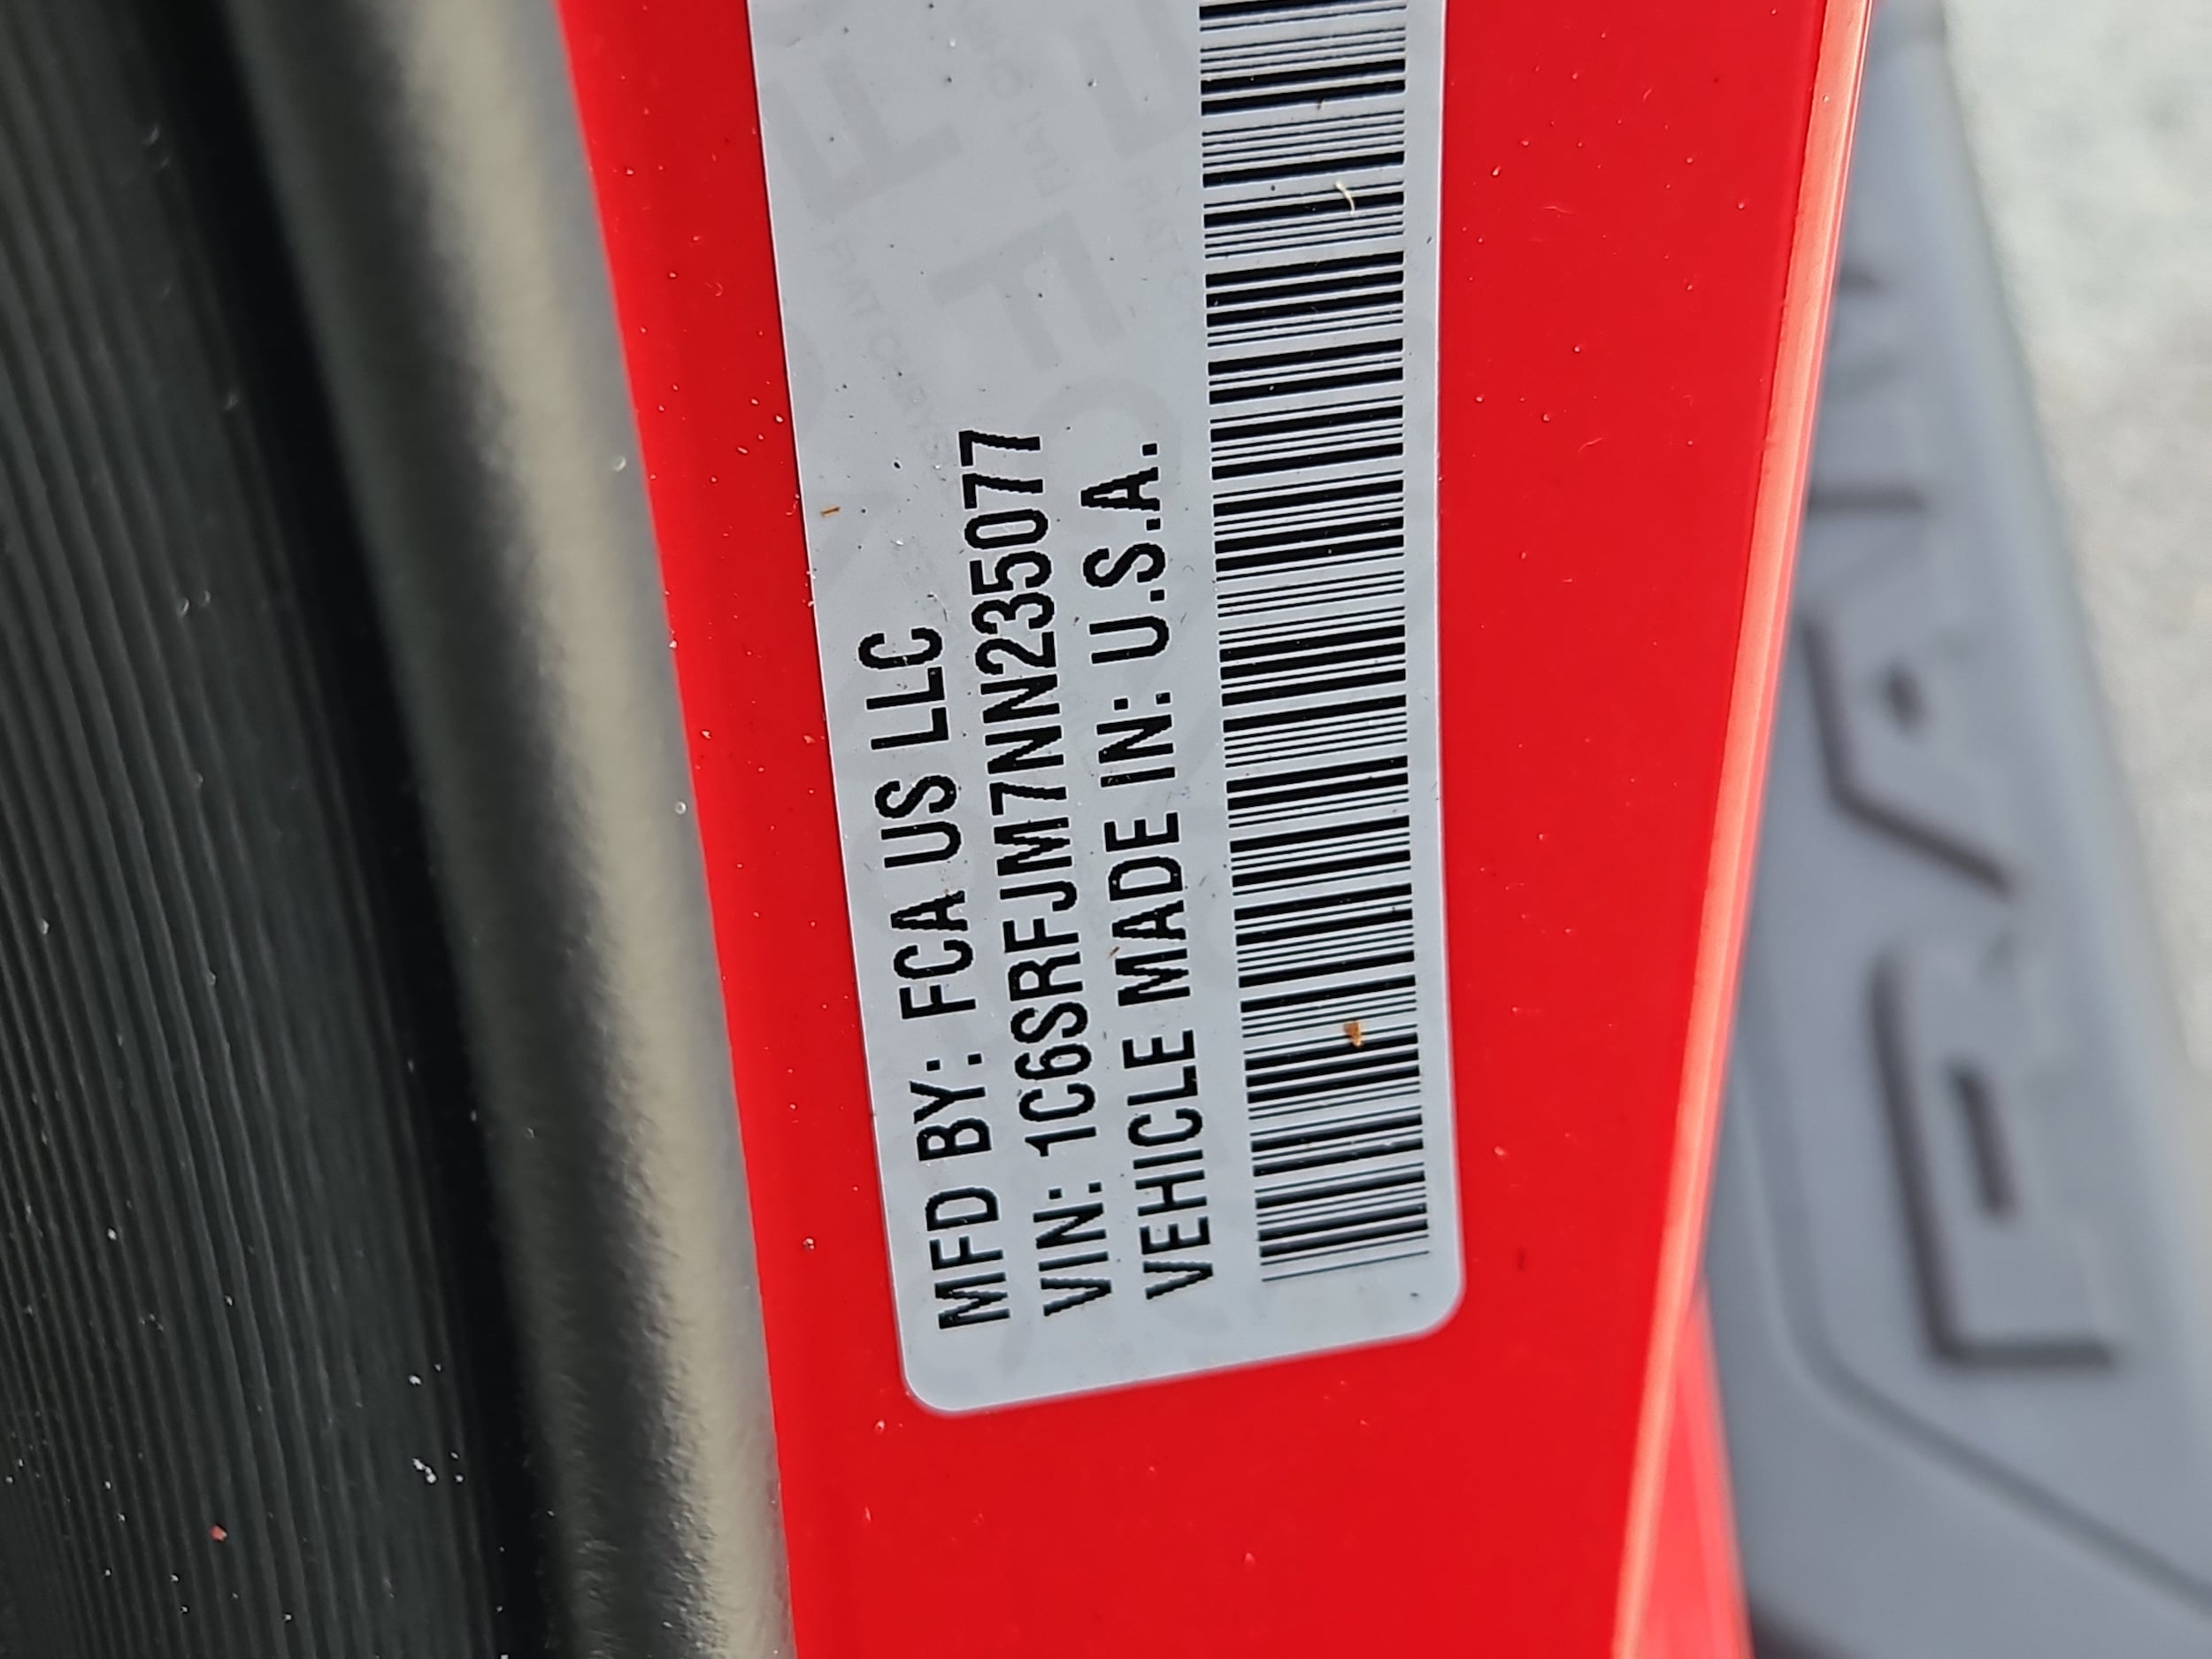 MFD BY: FCA US LLC
VIN: 1C6SRFJM7NN235077
VEHICLE MADE IN: U.S.A.